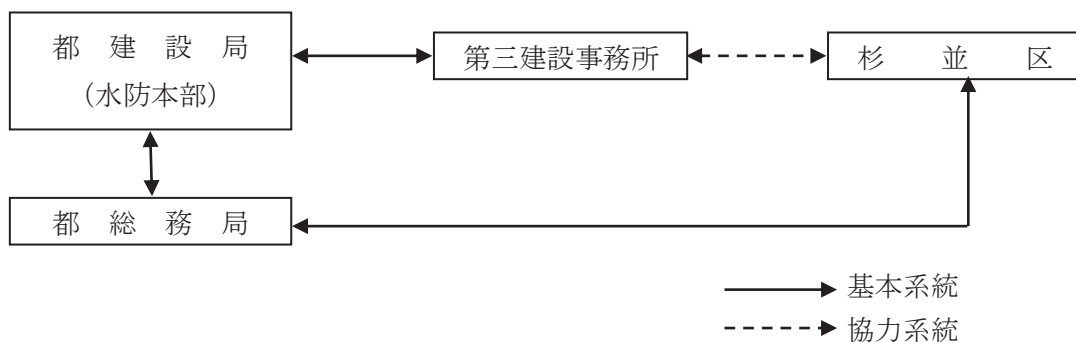 都建設局
（水防本部）
第三建設事務所
杉並区
都総務局
基本系統
協力系統